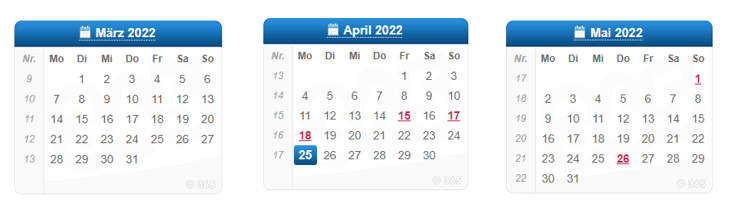 März 2022
Nr. Mo Di Mi Do Fr Sa So
9 1 2 3 4 5 6
10 7 8 9 10 11 12 13
11 14 15 16 17 18 19 20
12 21 22 23 24 25 26 27
13 28 29 30 31
© 365
April 2022
Nr. Mo Di Mi Do Fr Sa So
13 1 2 3
14 4 5 6 7 8 9 10
15 11 12 13 14 15 16 17
16 18 19 20 21 22 23 24
17 25 26 27 28 29 30
© 365
Mai 2022
Nr. Mo Di Mi Do Fr Sa So
17 1
18 2 3 4 5 6 7 8
19 9 10 11 12 13 14 15
20 16 17 18 19 20 21 22
21 23 24 25 26 27 28 29
22 30 31
© 365